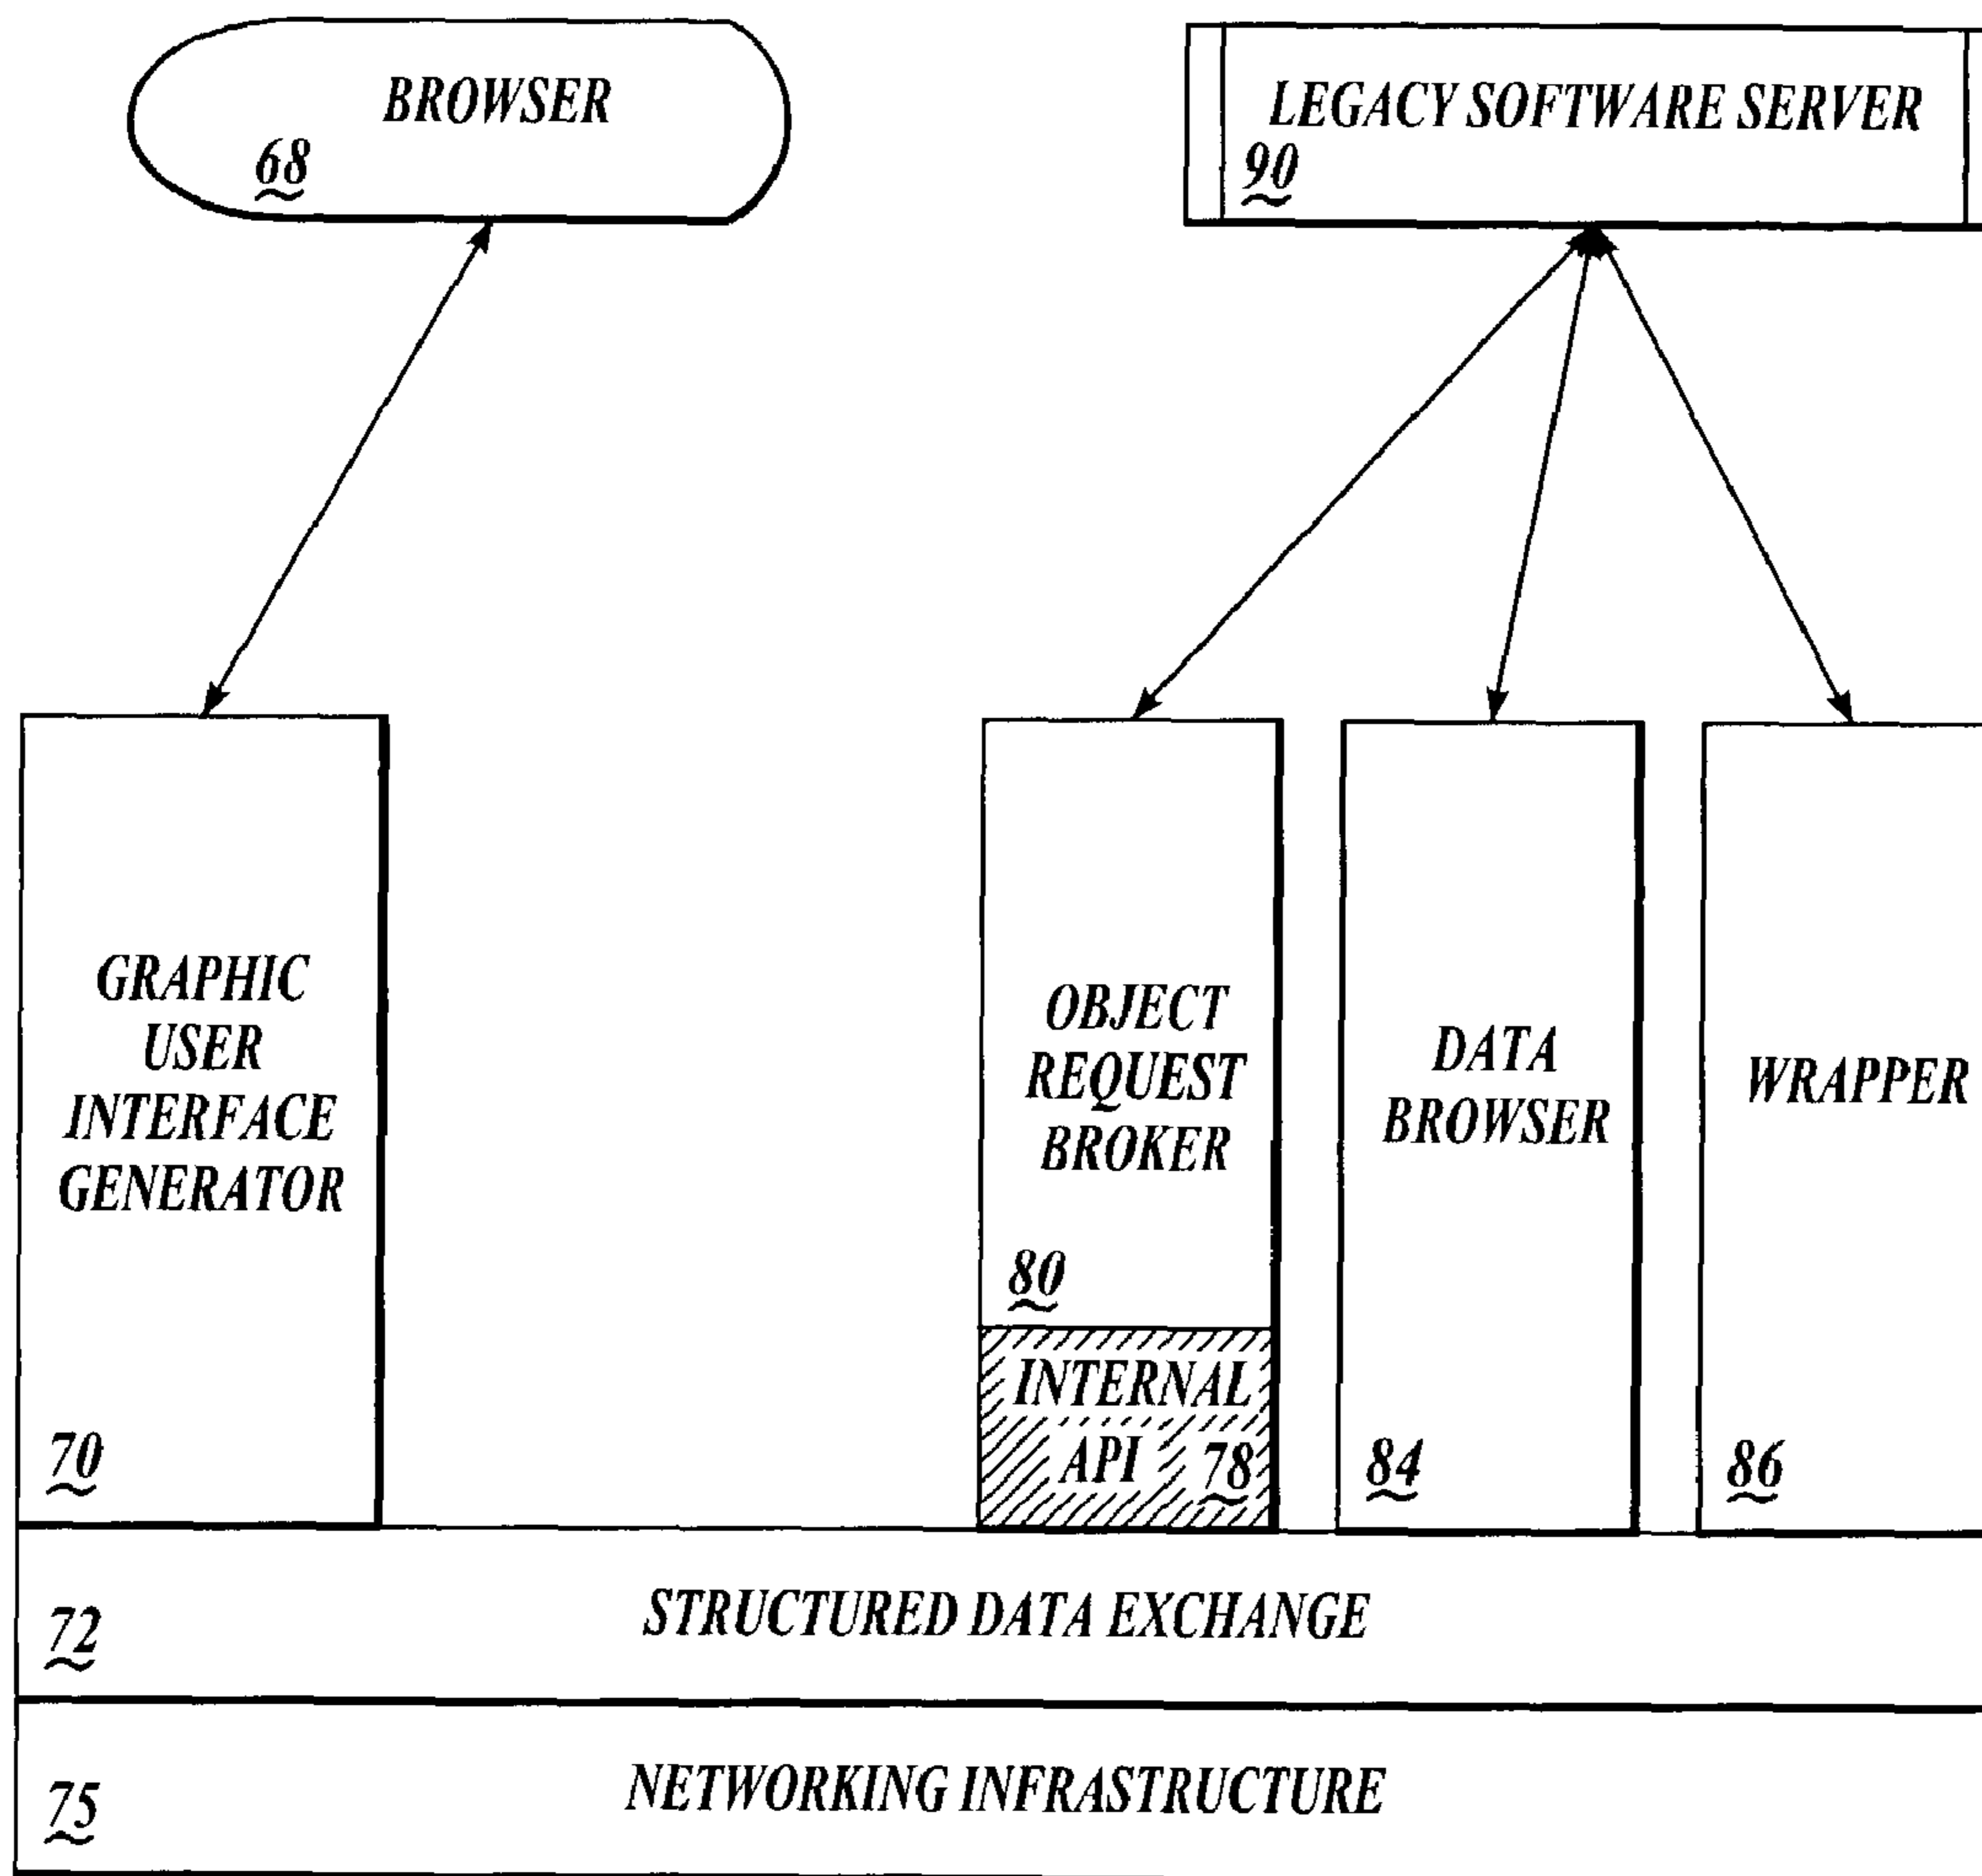 BROWSER
68
LEGACY SOFTWARE SERVER
90
GRAPHIC
USER
INTERFACE
GENERATOR
70
OBJECT
REQUEST
BROKER
80
INTERNAL
API 78
DATA
BROWSER
84
WRAPPER
86
STRUCTURED DATA EXCHANGE
72
NETWORKING INFRASTRUCTURE
75